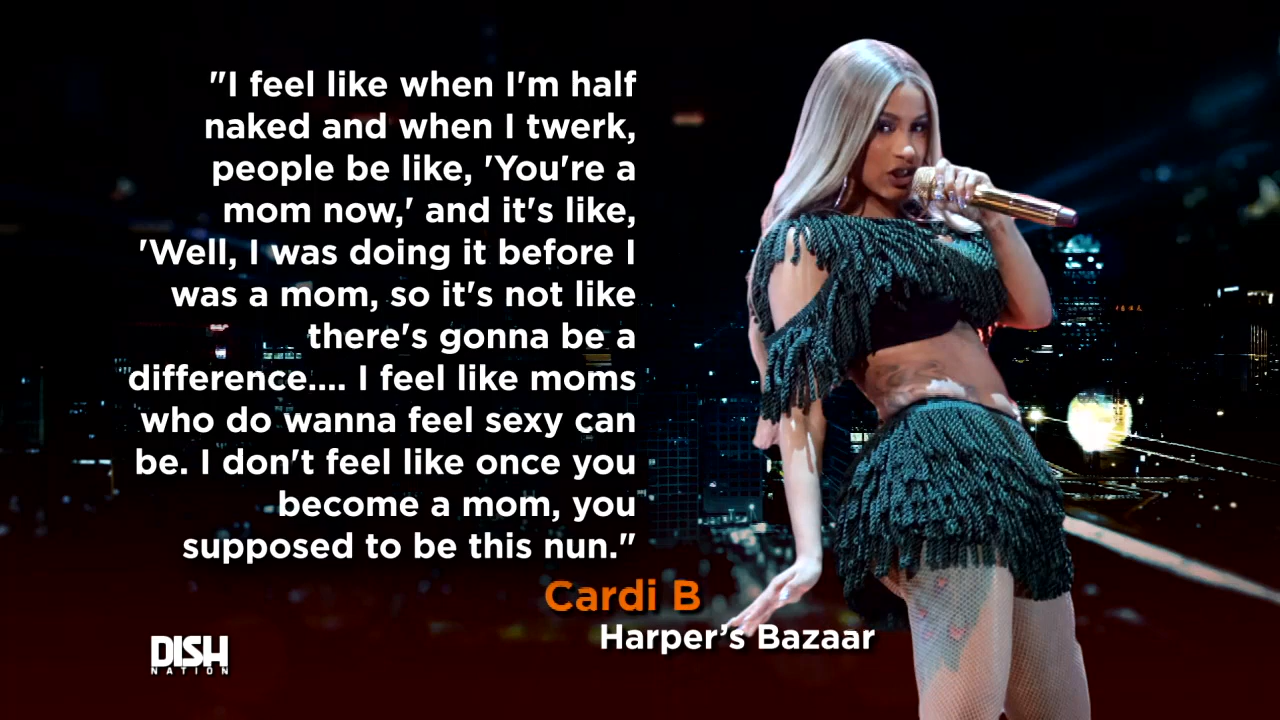 "I feel like when I'm half
naked and when I twerk,
people be like, 'You're a
mom now,' and it's like,
'Well, I was doing it before I
was a mom, so it's not like
there's gonna be a
difference.... I feel like moms
who do wanna feel sexy can
be. I don't feel like once you
become a mom, you
supposed to be this nun."
Cardi B
Harper's Bazaar
DISH
NATION